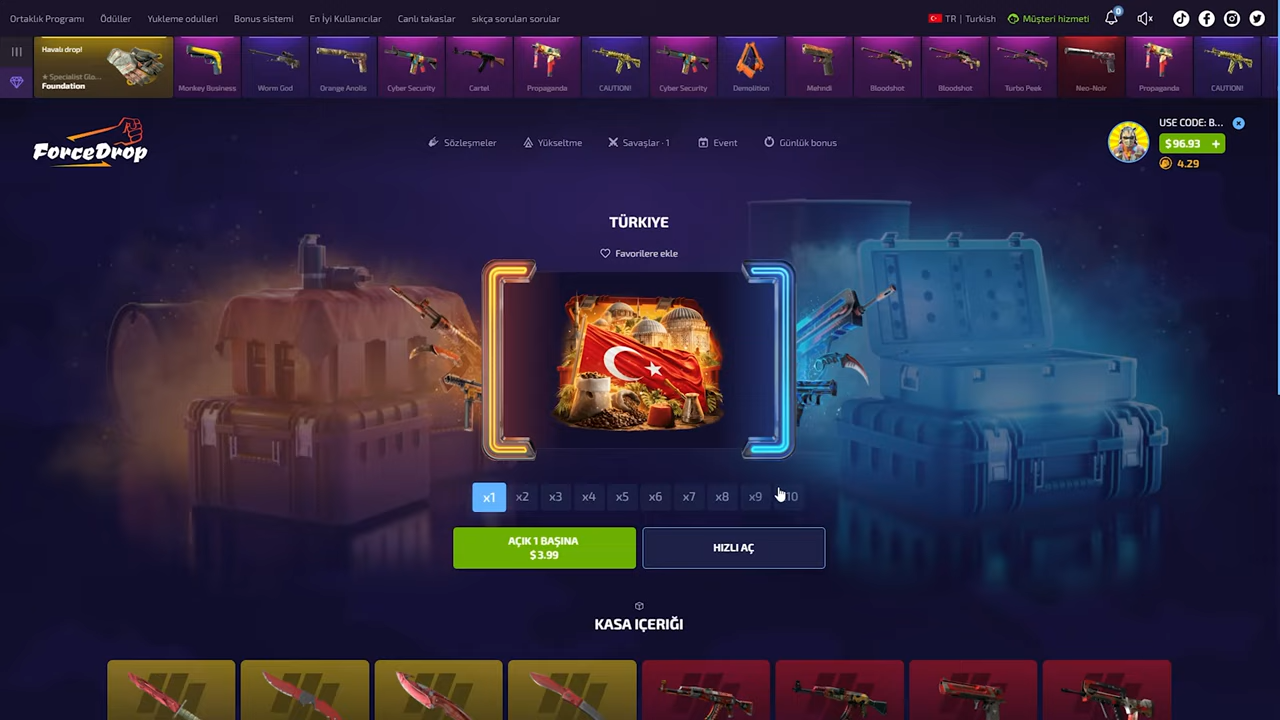 Ortaklık Programı
Ödüller
Yukleme odulleri
Bonus sistemi
En İyi Kullanıcılar
Canlı takaslar
sıkça sorulan sorular
TR | Turkish
Müşteri hizmeti
0
Havalı drop!
★ Specialist Glo...
Foundation
Monkey Business
Worm God
Orange Anolis
Cyber Security
Cartel
Propaganda
CAUTION!
Cyber Security
Demolition
Mehndi
Bloodshot
Bloodshot
Turbo Peek
Neo-Noir
Propaganda
CAUTION!
ForceDrop
Sözleşmeler
Yükseltme
Savaşlar · 1
Event
Günlük bonus
USE CODE: B...
$96.93 +
4.29
TÜRKIYE
Favorilere ekle
x1
x2
x3
x4
x5
x6
x7
x8
x9
10
AÇIK 1 BAŞINA
$3.99
HIZLI AÇ
KASA IÇERIĞI